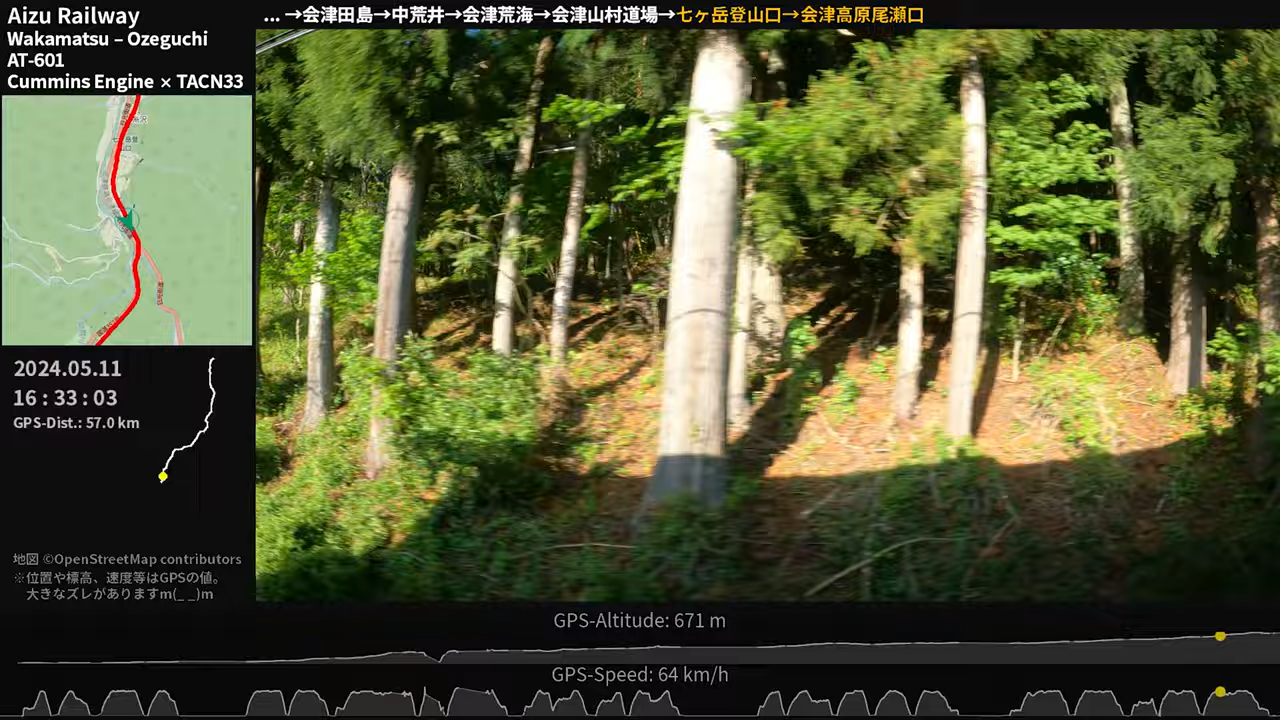 Aizu Railway
Wakamatsu – Ozeguchi
AT-601
Cummins Engine × TACN33
... →会津田島→中荒井→会津荒海→会津山村道場→七ヶ岳登山口→会津高原尾瀬口
2024.05.11
16 : 33 : 03
GPS-Dist.: 57.0 km
地図 ©OpenStreetMap contributors
※位置や標高、速度等はGPSの値。
大きなズレがありますm(_ _)m
GPS-Altitude: 671 m
GPS-Speed: 64 km/h